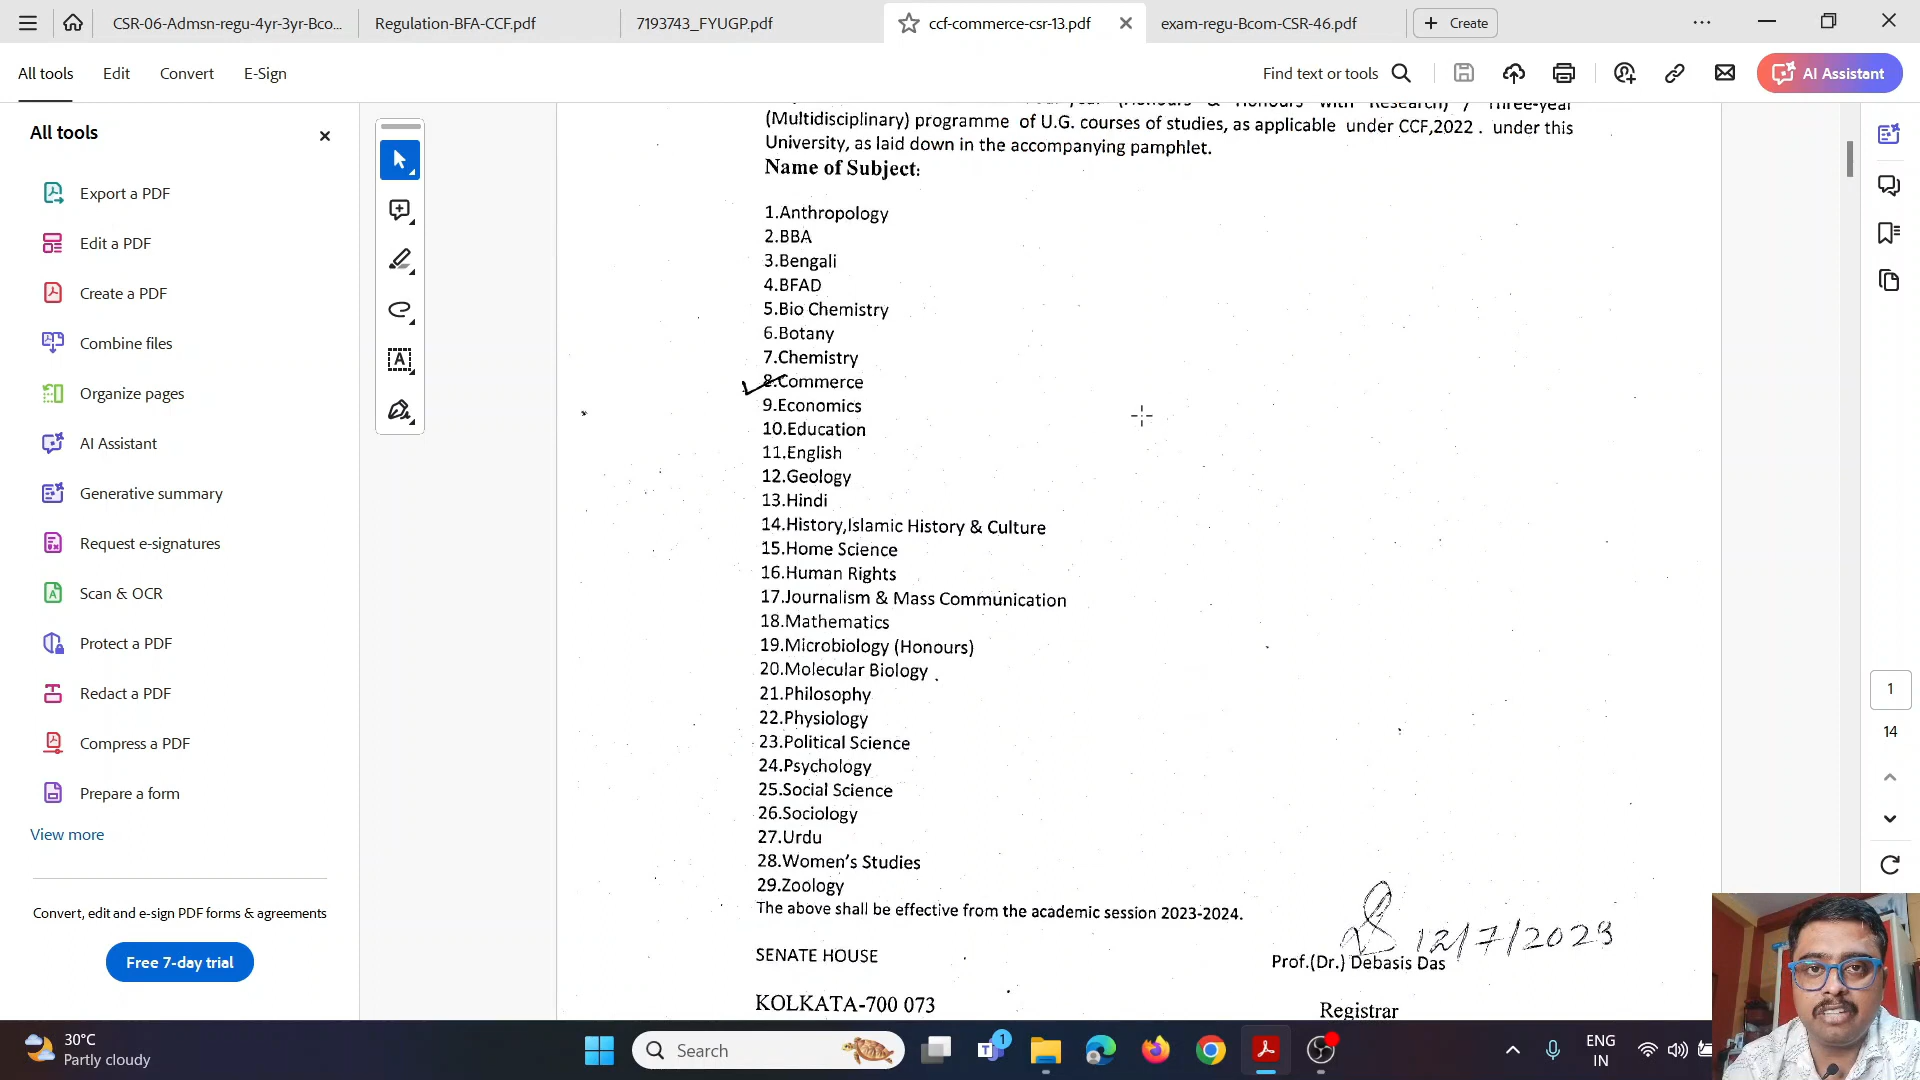 CSR-06-Admsn-regu-4yr-3yr-Bco...
Regulation-BFA-CCF.pdf
7193743_FYUGP.pdf
ccf-commerce-csr-13.pdf
exam-regu-Bcom-CSR-46.pdf
Create
All tools
Edit
Convert
E-Sign
Find text or tools
AI Assistant
All tools
Export a PDF
Edit a PDF
Create a PDF
Combine files
Organize pages
AI Assistant
Generative summary
Request e-signatures
Scan & OCR
Protect a PDF
Redact a PDF
Compress a PDF
Prepare a form
View more
Convert, edit and e-sign PDF forms & agreements
Free 7-day trial
(Honours & Honours with Research) / Three-year
(Multidisciplinary) programme of U.G. courses of studies, as applicable under CCF,2022 . under this
University, as laid down in the accompanying pamphlet.
Name of Subject:
1.Anthropology
2.BBA
3.Bengali
4.BFAD
5.Bio Chemistry
6.Botany
7.Chemistry
8.Commerce
9.Economics
10.Education
11.English
12.Geology
13.Hindi
14.History,Islamic History & Culture
15.Home Science
16.Human Rights
17.Journalism & Mass Communication
18.Mathematics
19.Microbiology (Honours)
20.Molecular Biology
21.Philosophy
22.Physiology
23.Political Science
24.Psychology
25.Social Science
26.Sociology
27.Urdu
28.Women's Studies
29.Zoology
The above shall be effective from the academic session 2023-2024.
12/7/2023
SENATE HOUSE
Prof.(Dr.) Debasis Das
KOLKATA-700 073
Registrar
1
14
30°C
Partly cloudy
Search
1
ENG
IN